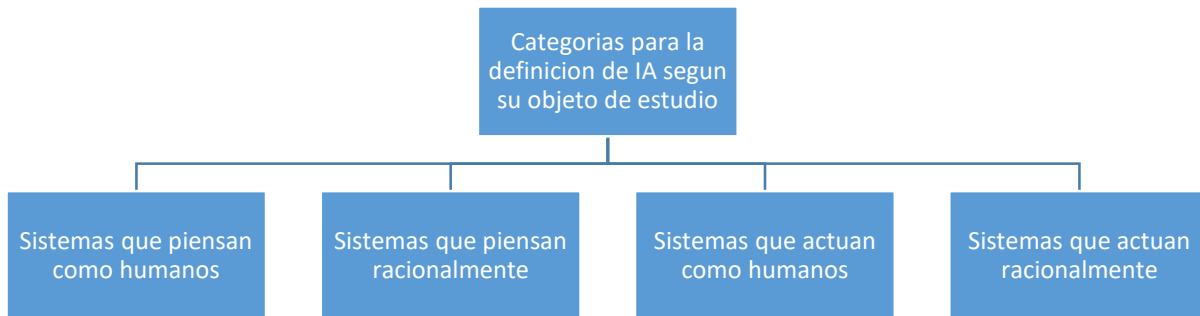 Categorias para la
definicion de IA segun
su objeto de estudio
Sistemas que piensan
como humanos
Sistemas que piensan
racionalmente
Sistemas que actuan
como humanos
Sistemas que actuan
racionalmente